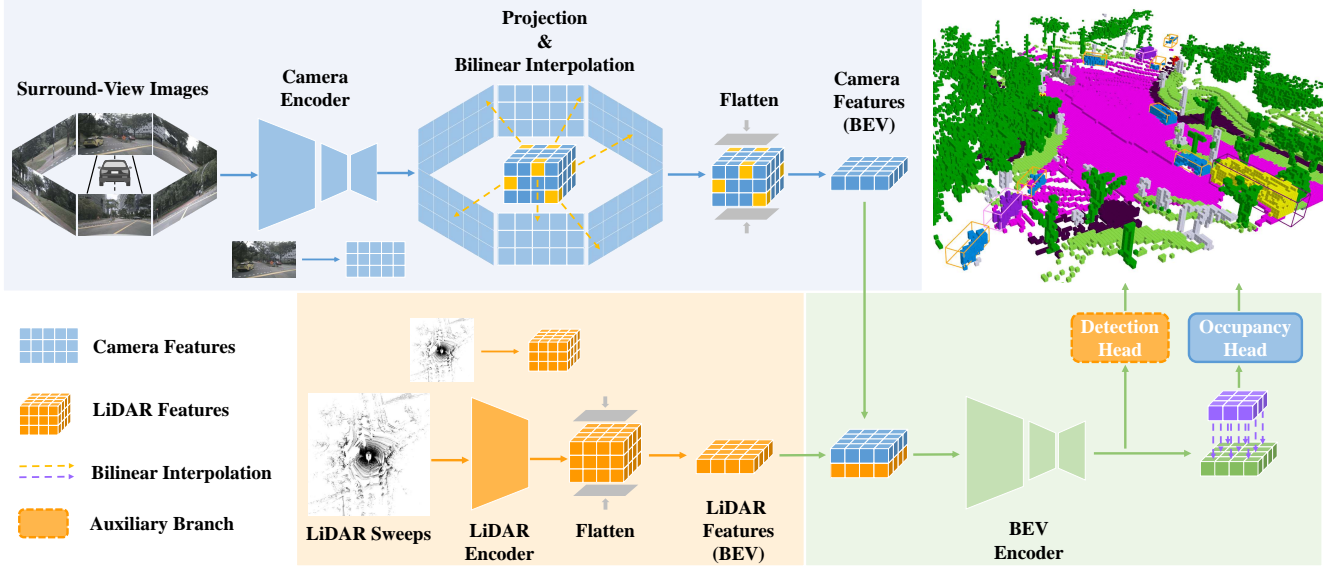 Projection
&
Bilinear Interpolation
Camera
Encoder
Surround-View Images
Flatten
Camera
Features
(BEV)
Detection
Head
Occupancy
Head
Camera Features
LiDAR Features
Bilinear Interpolation
Auxiliary Branch
LiDAR Sweeps
LiDAR
Encoder
Flatten
LiDAR
Features
(BEV)
BEV
Encoder